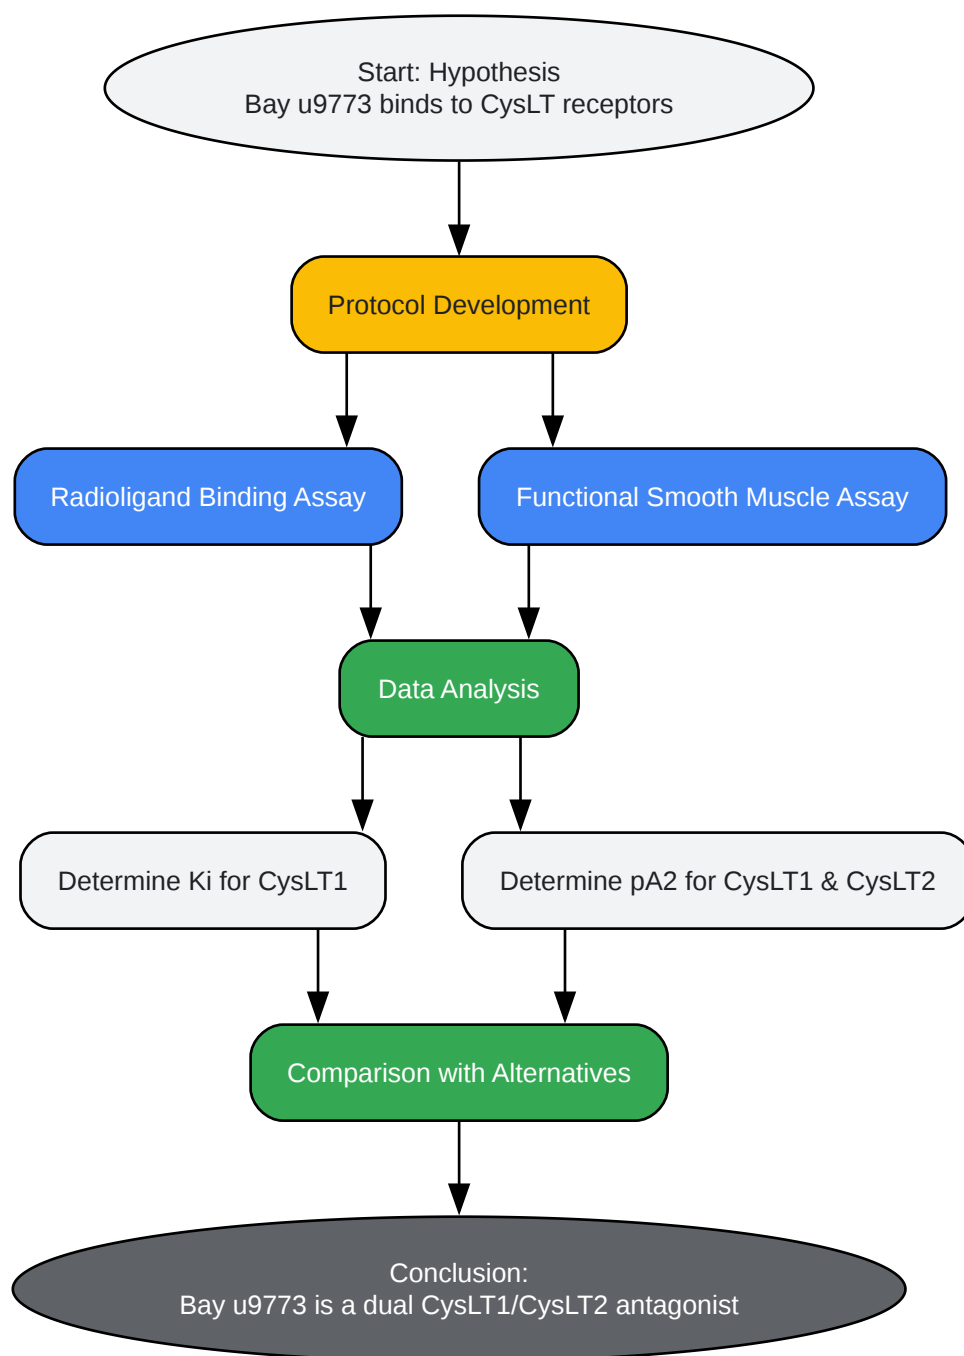 Start: Hypothesis
Bay u9773 binds to CysLT receptors
Protocol Development
Radioligand Binding Assay
Functional Smooth Muscle Assay
Data Analysis
Determine Ki for CysLT1
Determine pA2 for CysLT1 & CysLT2
Comparison with Alternatives
Conclusion:
Bay u9773 is a dual CysLT1/CysLT2 antagonist